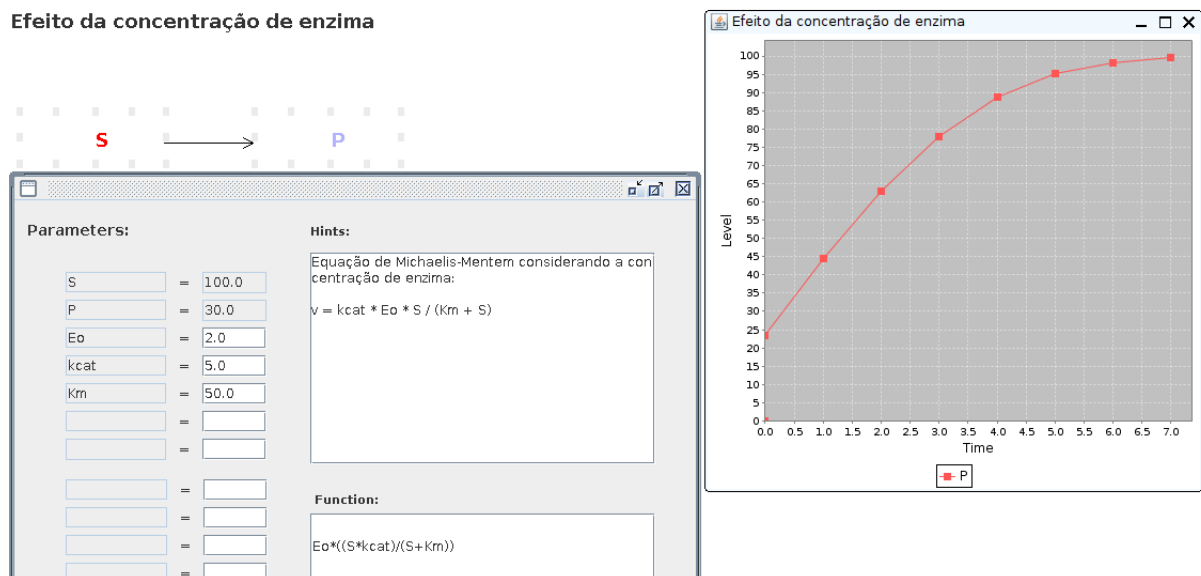 Efeito da concentração de enzima
S
P
Parameters:
S = 100.0
P = 30.0
Eo = 2.0
kcat = 5.0
Km = 50.0
=
=
=
=
=
=
Hints:
Equação de Michaelis-Mentem considerando a con
centração de enzima:
v = kcat * Eo * S / (Km + S)
Function:
Eo*((S*kcat)/(S+Km))
Efeito da concentração de enzima
100
95
90
85
80
75
70
65
60
55
50
45
40
35
30
25
20
15
10
5
0
Level
0.0 0.5 1.0 1.5 2.0 2.5 3.0 3.5 4.0 4.5 5.0 5.5 6.0 6.5 7.0
Time
P